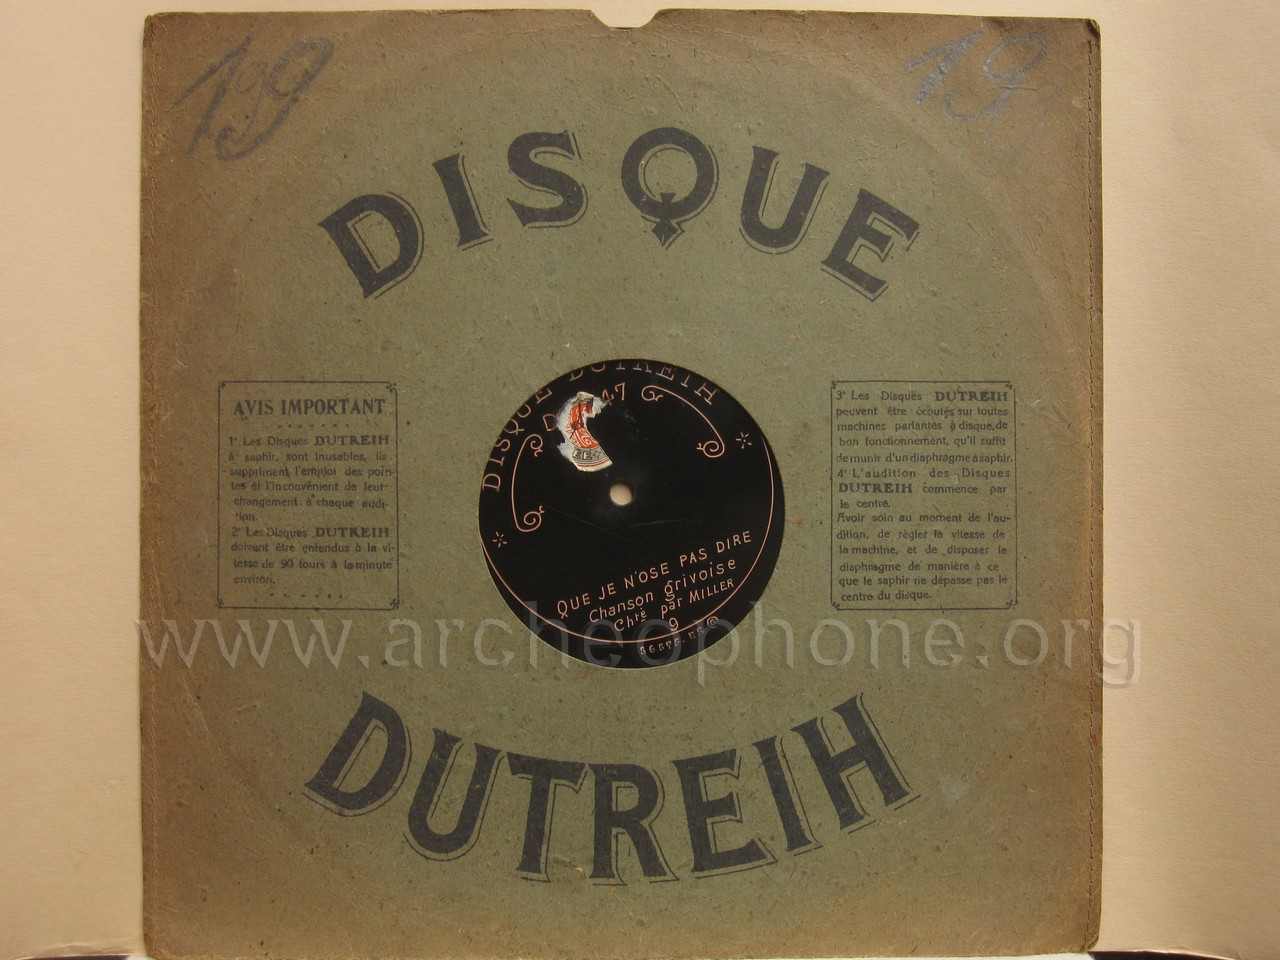 199
19
DISQUE
AVIS IMPORTANT
1° Les Disques DUTREIH
à saphir, sont inusables, ils
suppriment l'emploi des poin-
tes et l'inconvénient de leur
changement, à chaque audi-
tion.
2° Les Disques DUTREIH
doivent être entendus à la vi-
tesse de 90 tours à la minute
environ.
DISQUE DUTREIH
47
QUE JE N'OSE PAS DIRE
Chanson grivoise
Chté par MILLER
9
3° Les Disques DUTREIH
peuvent être écoutés sur toutes
machines parlantes à disque, de
bon fonctionnement, qu'il suffit
de munir d'un diaphragme à saphir.
4° L'audition des Disques
DUTREIH commence par
le centre.
Avoir soin au moment de l'au-
dition, de régler la vitesse de
la machine, et de disposer le
diaphragme de manière à ce
que le saphir ne dépasse pas le
centre du disque.
www.archeophone.org
DUTREIH